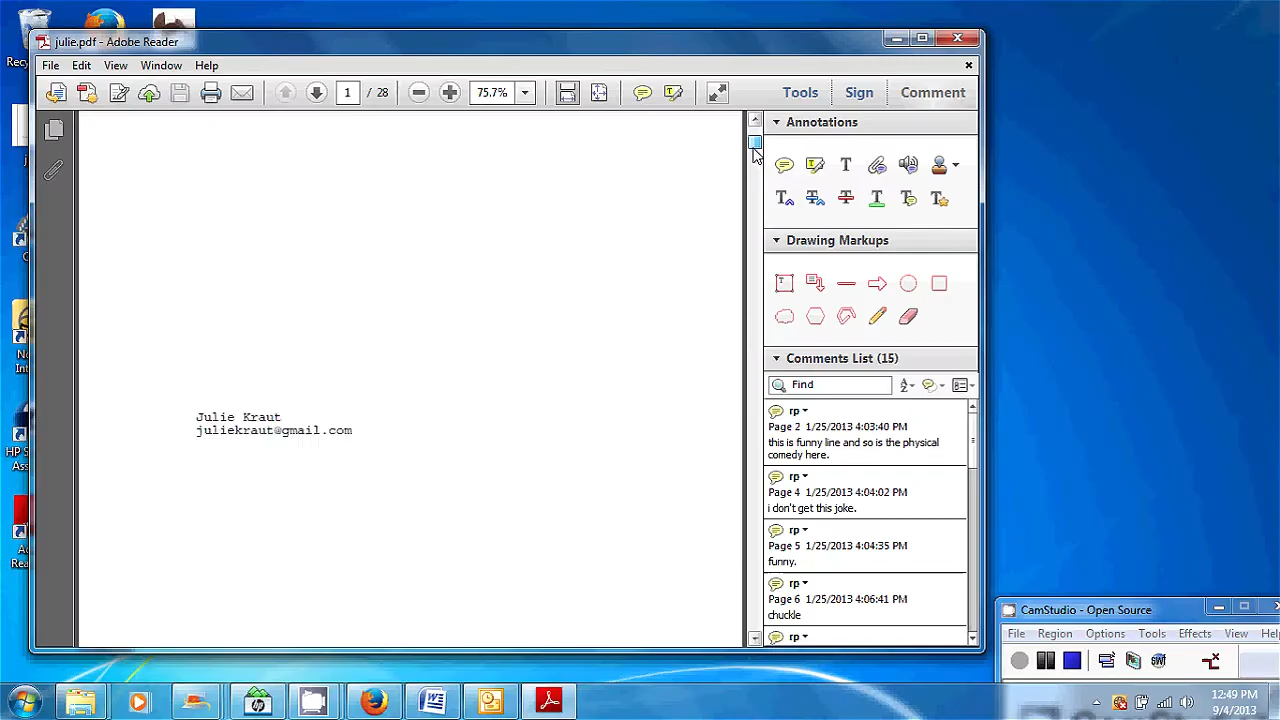 julie.pdf - Adobe Reader
File Edit View Window Help
1 / 28 75.7% Tools Sign Comment
Annotations
Drawing Markups
Comments List (15)
Find
rp
Page 2 1/25/2013 4:03:40 PM
this is funny line and so is the physical
comedy here.
rp
Page 4 1/25/2013 4:04:02 PM
i don't get this joke.
rp
Page 5 1/25/2013 4:04:35 PM
funny.
rp
Page 6 1/25/2013 4:06:41 PM
chuckle
rp
Julie Kraut
juliekraut@gmail.com
CamStudio - Open Source
File Region Options Tools Effects View Help
12:49 PM
9/4/2013